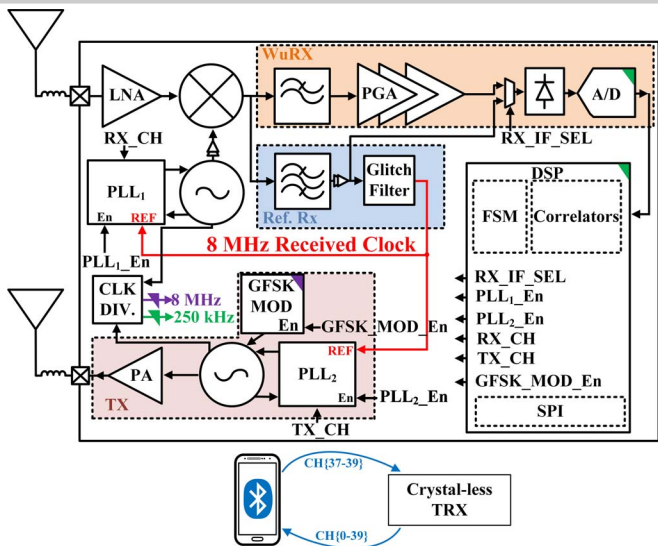 WuRX
LNA
PGA
A/D
RX_IF_SEL
RX_CH
PLL1
En
REF
PLL1_En
Glitch
Filter
Ref. Rx
8 MHz Received Clock
DSP
FSM
Correlators
RX_IF_SEL
PLL1_En
PLL2_En
RX_CH
TX_CH
GFSK_MOD_En
SPI
CLK
DIV.
8 MHz
250 kHz
GFSK
MOD
En
GFSK_MOD_En
REF
PLL2
En
PLL2_En
PA
TX
TX_CH
CH{37-39}
Crystal-less
TRX
CH{0-39}